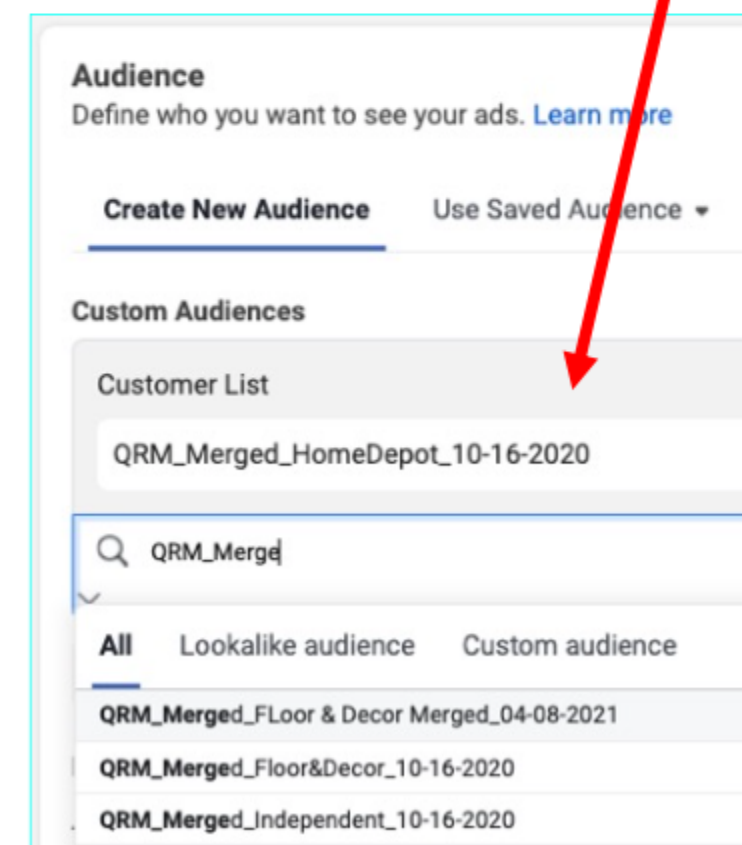 Audience
Define who you want to see your ads. Learn more
Create New Audience Use Saved Audience
Custom Audiences
Customer List
QRM_Merged_HomeDepot_10-16-2020
QRM_Merge
All Lookalike audience Custom audience
QRM_Merged_FLoor & Decor Merged_04-08-2021
QRM_Merged_Floor&Decor_10-16-2020
QRM_Merged_Independent_10-16-2020